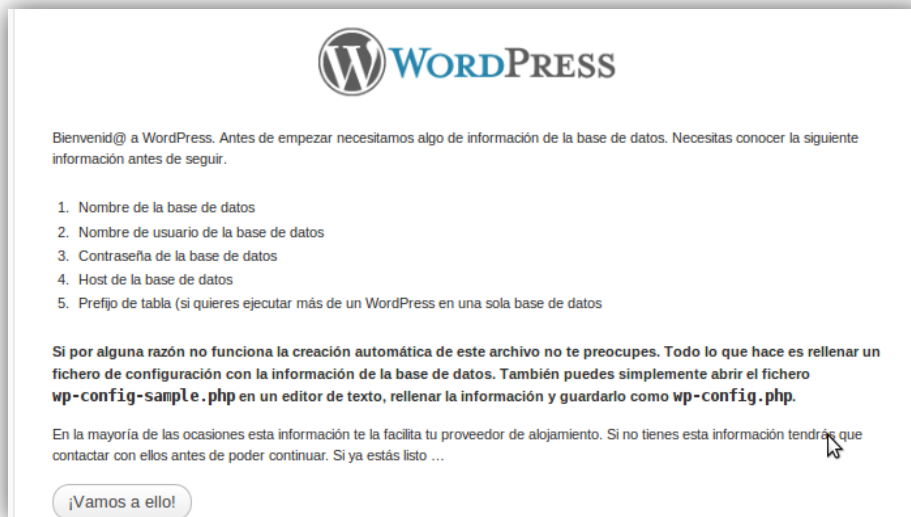 WORDPRESS
Bienvenid@ a WordPress. Antes de empezar necesitamos algo de información de la base de datos. Necesitas conocer la siguiente
información antes de seguir.
1. Nombre de la base de datos
2. Nombre de usuario de la base de datos
3. Contraseña de la base de datos
4. Host de la base de datos
5. Prefijo de tabla (si quieres ejecutar más de un WordPress en una sola base de datos
Si por alguna razón no funciona la creación automática de este archivo no te preocupes. Todo lo que hace es rellenar un
fichero de configuración con la información de la base de datos. También puedes simplemente abrir el fichero
wp-config-sample.php en un editor de texto, rellenar la información y guardarlo como wp-config.php.
En la mayoría de las ocasiones esta información te la facilita tu proveedor de alojamiento. Si no tienes esta información tendrás que
contactar con ellos antes de poder continuar. Si ya estás listo …
¡Vamos a ello!